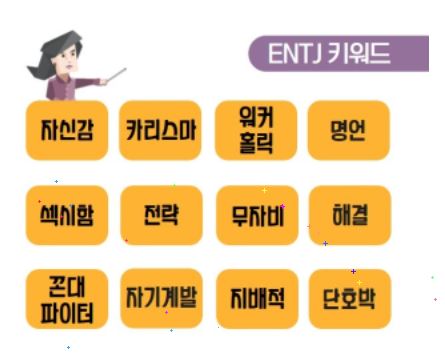 ENTJ 키워드
자신감 카리스마 워커 홀릭 명언
섹시함 전략 무자비 해결
꼰대 파이터 자기계발 지배적 단호박